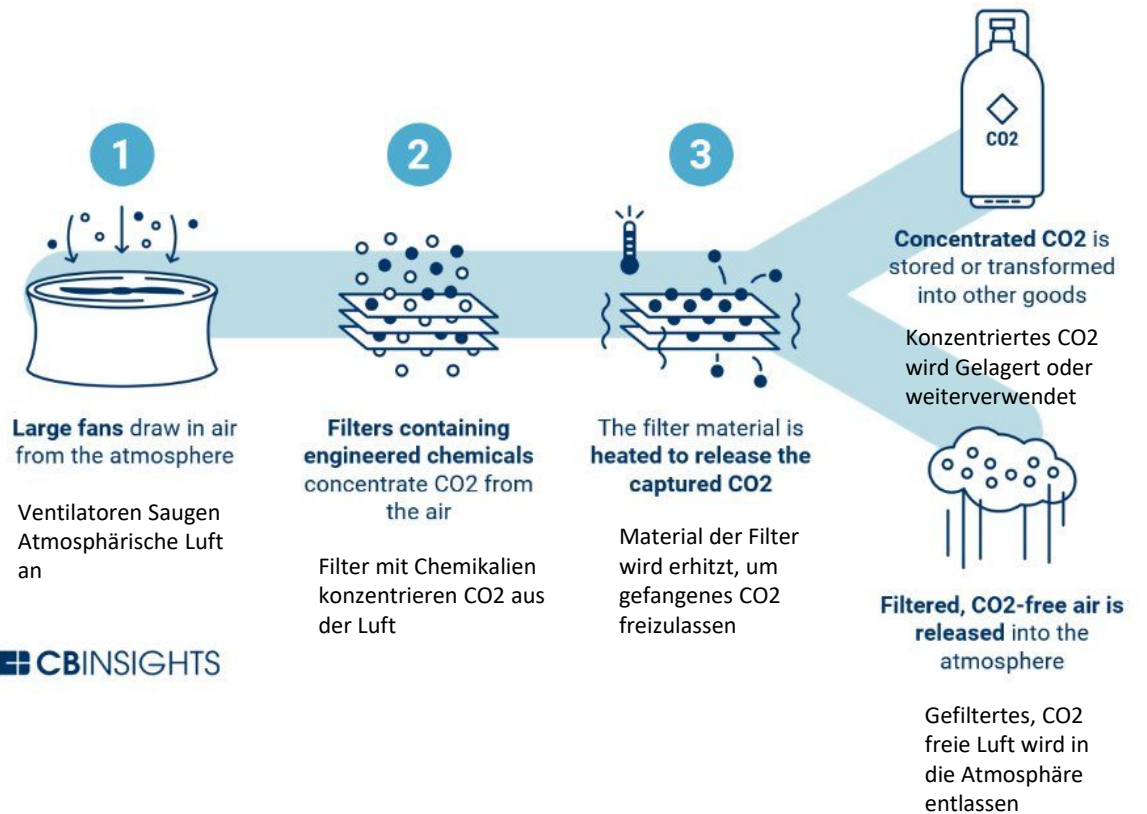 1
Large fans draw in air
from the atmosphere
Ventilatoren Saugen
Atmosphärische Luft
an
2
Filters containing
engineered chemicals
concentrate CO2 from
the air
Filter mit Chemikalien
konzentrieren CO2 aus
der Luft
3
The filter material is
heated to release the
captured CO2
Material der Filter
wird erhitzt, um
gefangenes CO2
freizulassen
CO2
Concentrated CO2 is
stored or transformed
into other goods
Konzentriertes CO2
wird Gelagert oder
weiterverwendet
Filtered, CO2-free air is
released into the
atmosphere
Gefiltertes, CO2
freie Luft wird in
die Atmosphäre
entlassen
CBINSIGHTS